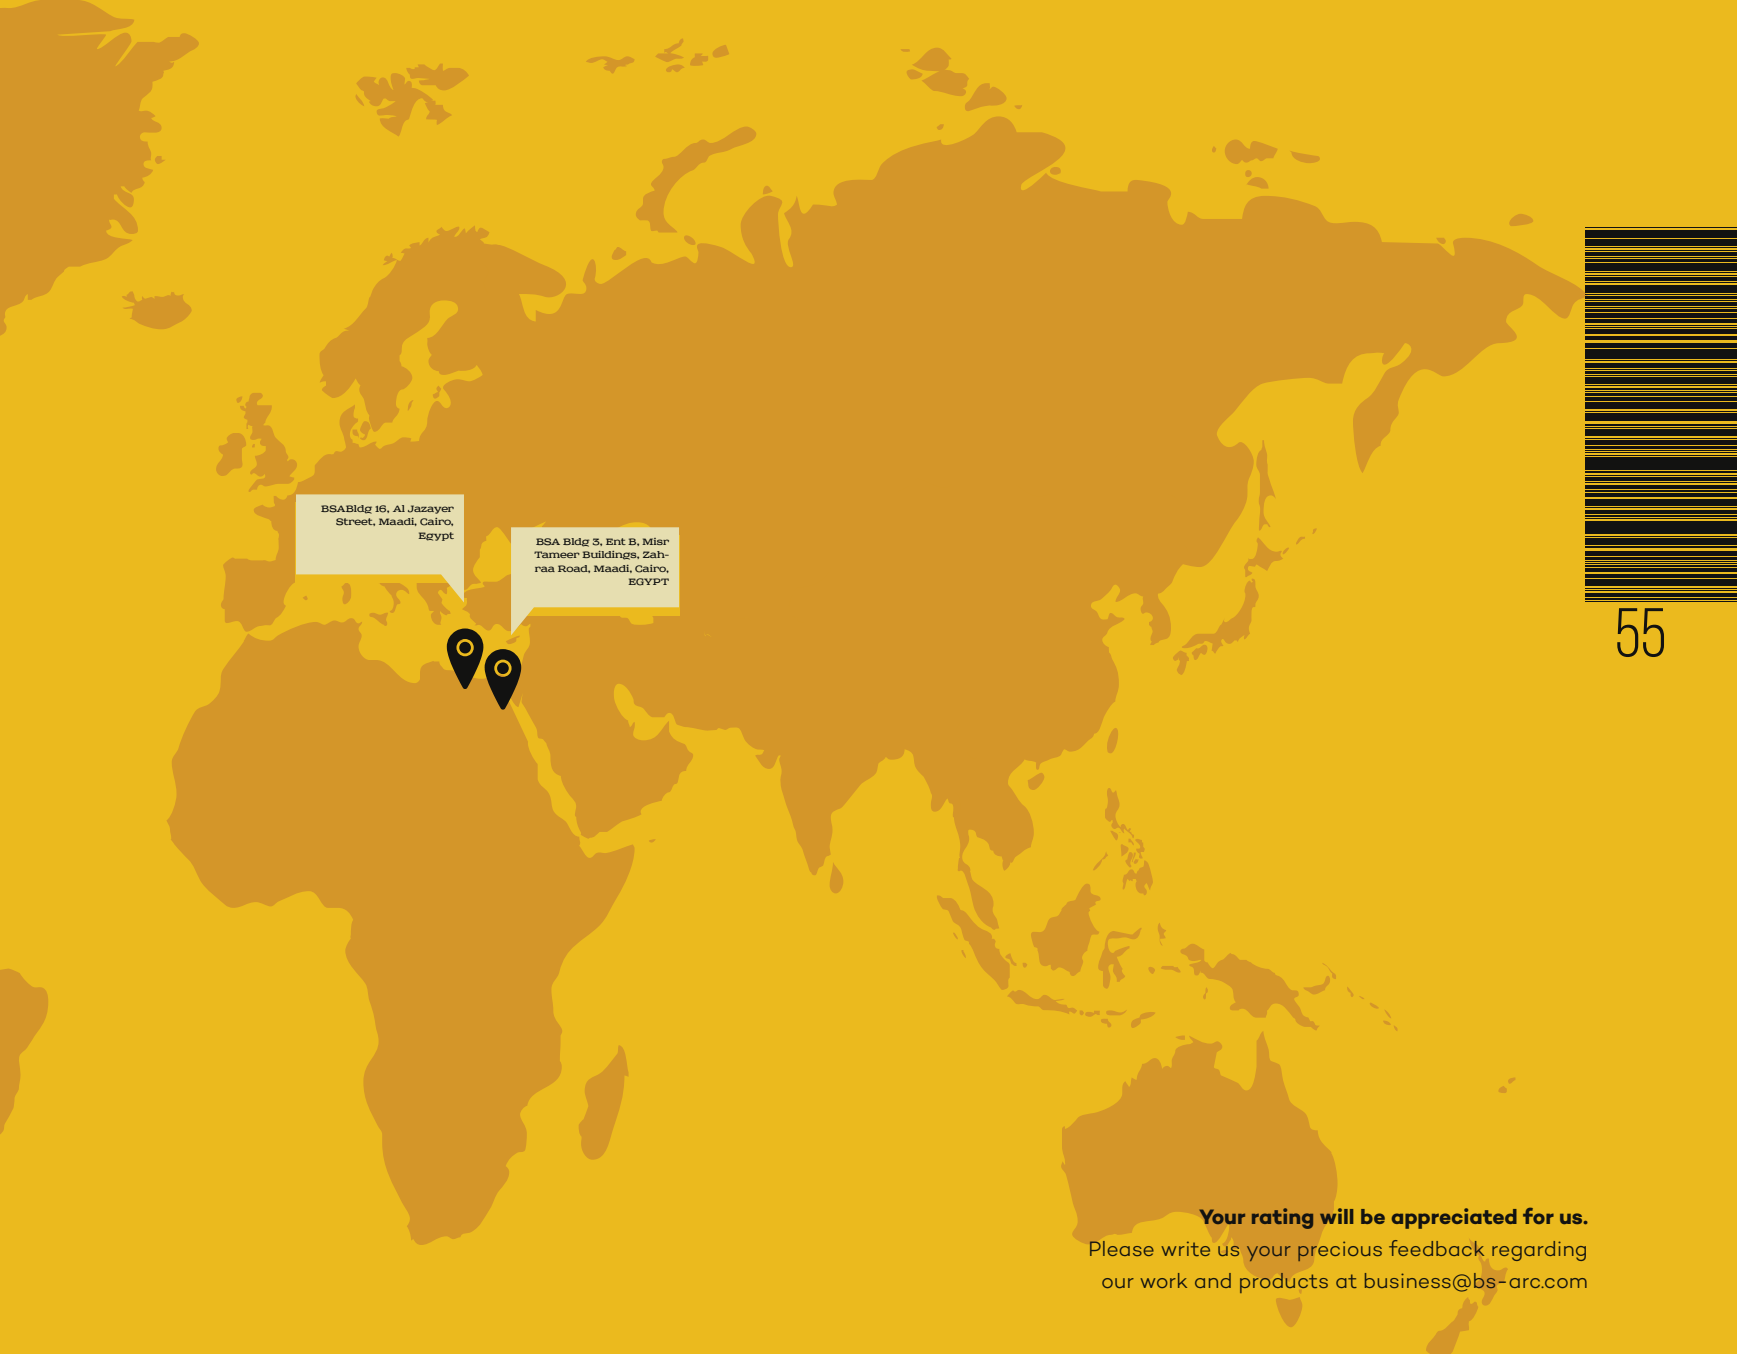 BSABldg 16, Al Jazayer
Street, Maadi, Cairo,
Egypt
BSA Bldg 3, Ent B, Misr
Tameer Buildings, Zah-
raa Road, Maadi, Cairo,
EGYPT
55
Your rating will be appreciated for us.
Please write us your precious feedback regarding
our work and products at business@bs-arc.com